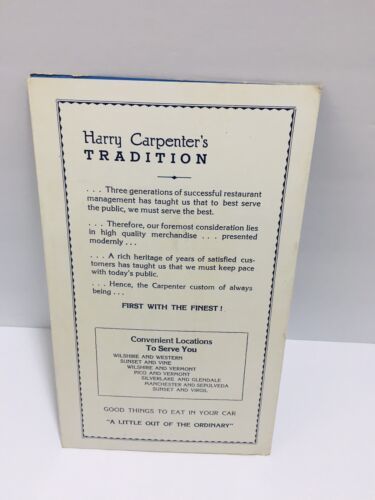 Harry Carpenter's
TRADITION
. . . Three generations of successful restaurant
management has taught us that to best serve
the public, we must serve the best.
. . . Therefore, our foremost consideration lies
in high quality merchandise . . . presented
modernly . . .
. . . A rich heritage of years of satisfied cus-
tomers has taught us that we must keep pace
with today's public.
. . . Hence, the Carpenter custom of always
being . . .
FIRST WITH THE FINEST!
Convenient Locations
To Serve You
WILSHIRE AND WESTERN
SUNSET AND VINE
WILSHIRE AND VERMONT
PICO AND VERMONT
SILVERLAKE AND GLENDALE
MANCHESTER AND SEPULVEDA
SUNSET AND VIRGIL
GOOD THINGS TO EAT IN YOUR CAR
"A LITTLE OUT OF THE ORDINARY"